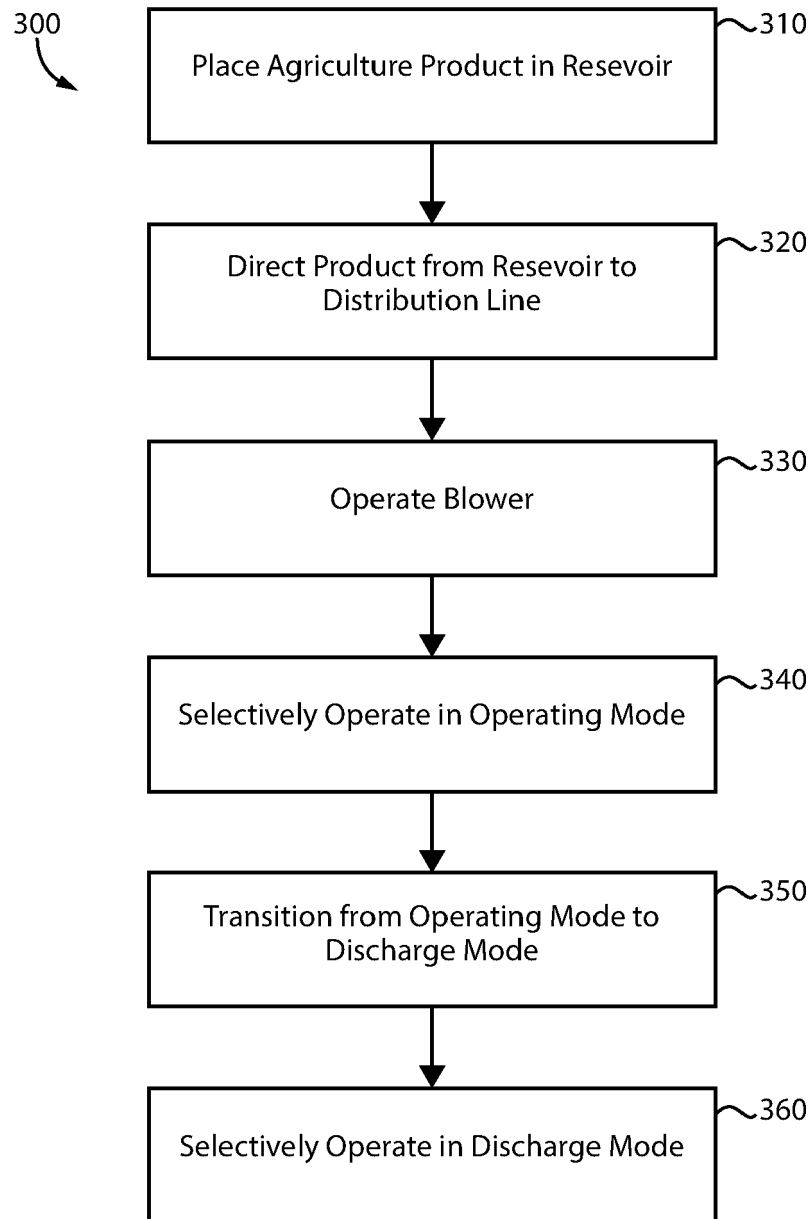 300
310
Place Agriculture Product in Resevoir
320
Direct Product from Resevoir to
Distribution Line
330
Operate Blower
340
Selectively Operate in Operating Mode
350
Transition from Operating Mode to
Discharge Mode
360
Selectively Operate in Discharge Mode